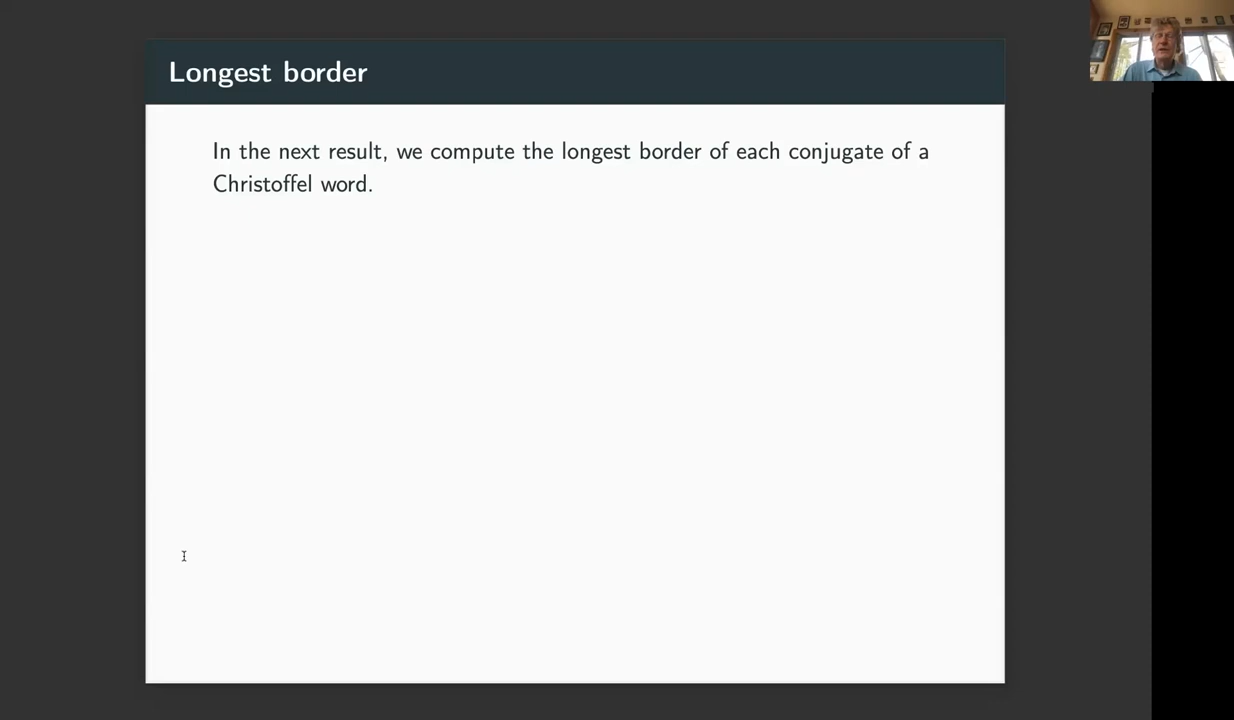 Longest border
In the next result, we compute the longest border of each conjugate of a
Christoffel word.